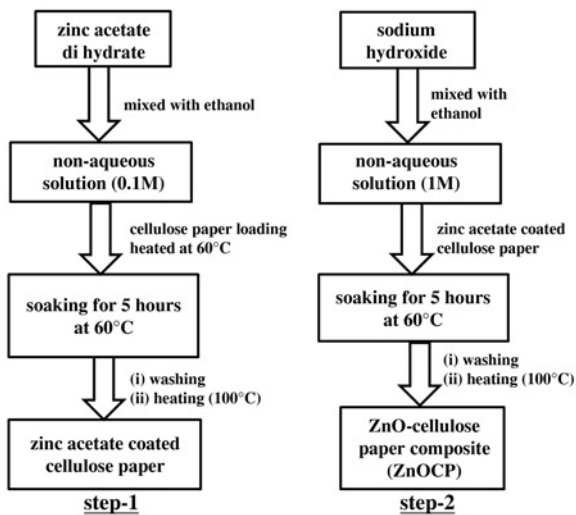 zinc acetate
di hydrate
mixed with ethanol
non-aqueous
solution (0.1M)
cellulose paper loading
heated at 60°C
soaking for 5 hours
at 60°C
(i) washing
(ii) heating (100°C)
zinc acetate coated
cellulose paper
step-1
sodium
hydroxide
mixed with
ethanol
non-aqueous
solution (1M)
zinc acetate coated
cellulose paper
soaking for 5 hours
at 60°C
(i) washing
(ii) heating (100°C)
ZnO-cellulose
paper composite
(ZnOCP)
step-2